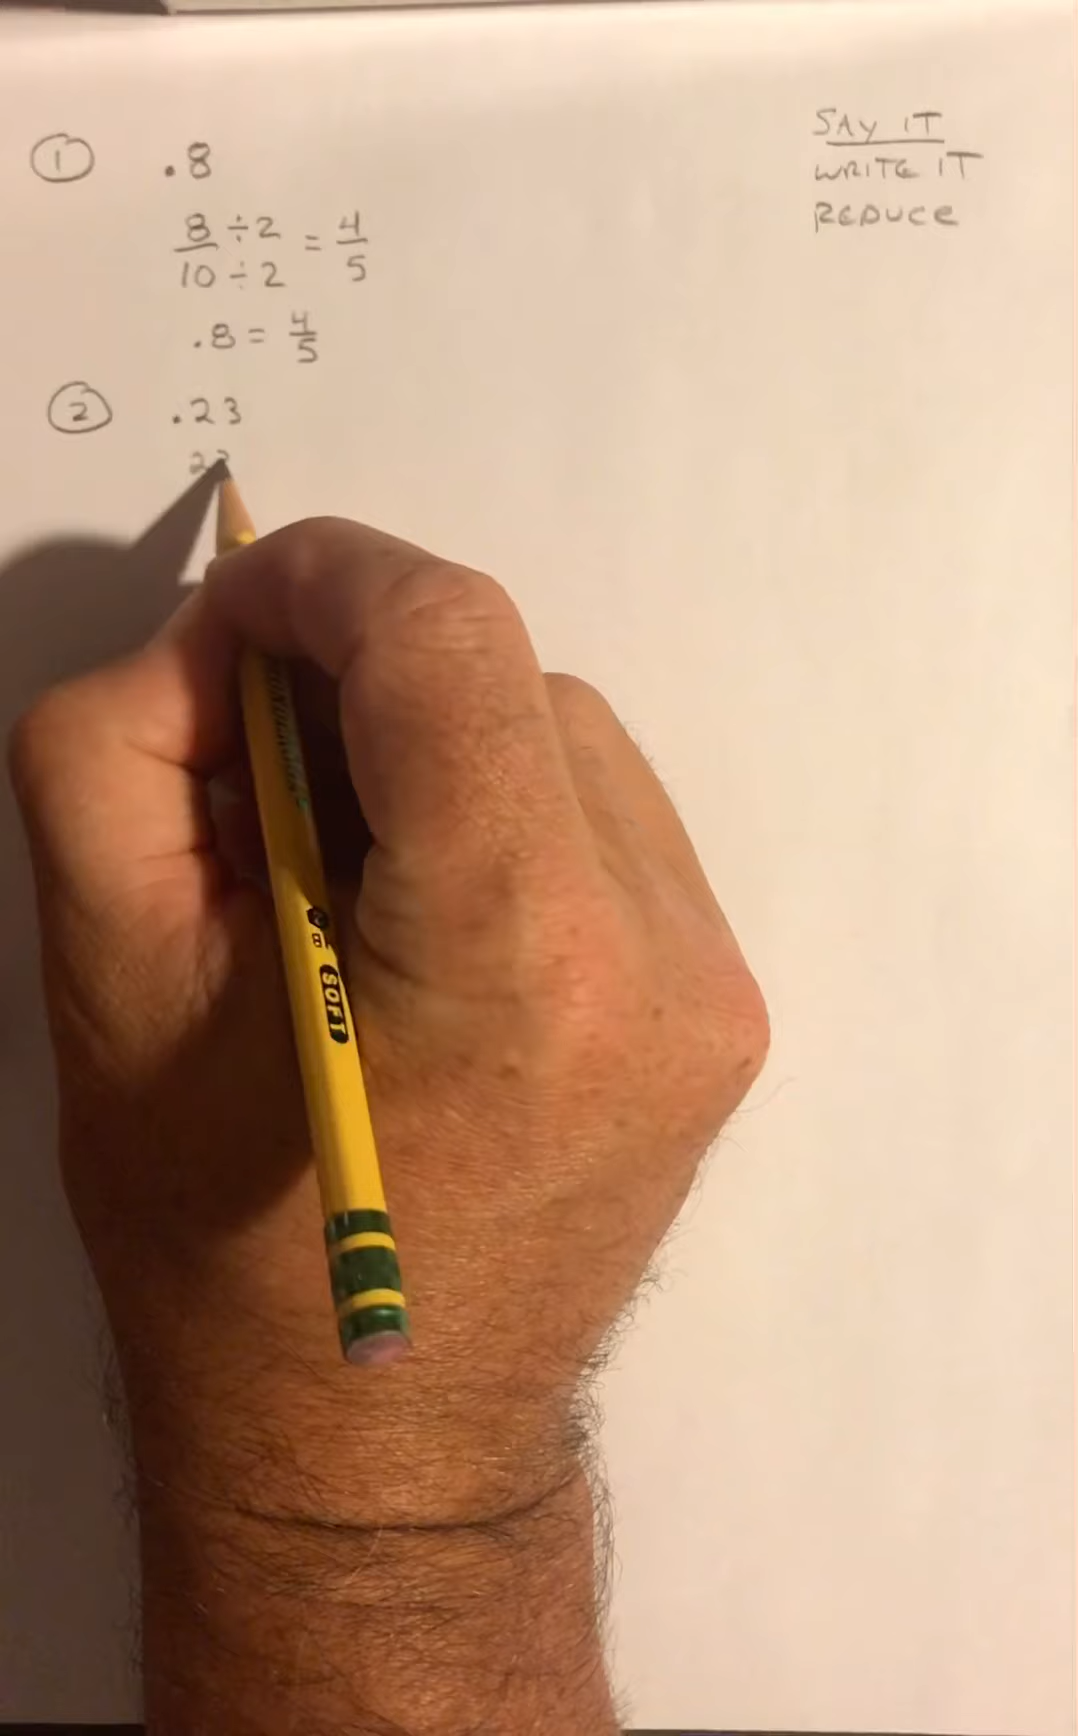 SAY IT
WRITE IT
REDUCE
① .8
8 ÷ 2 / 10 ÷ 2 = 4/5
.8 = 4/5
② .23
23
SOFT